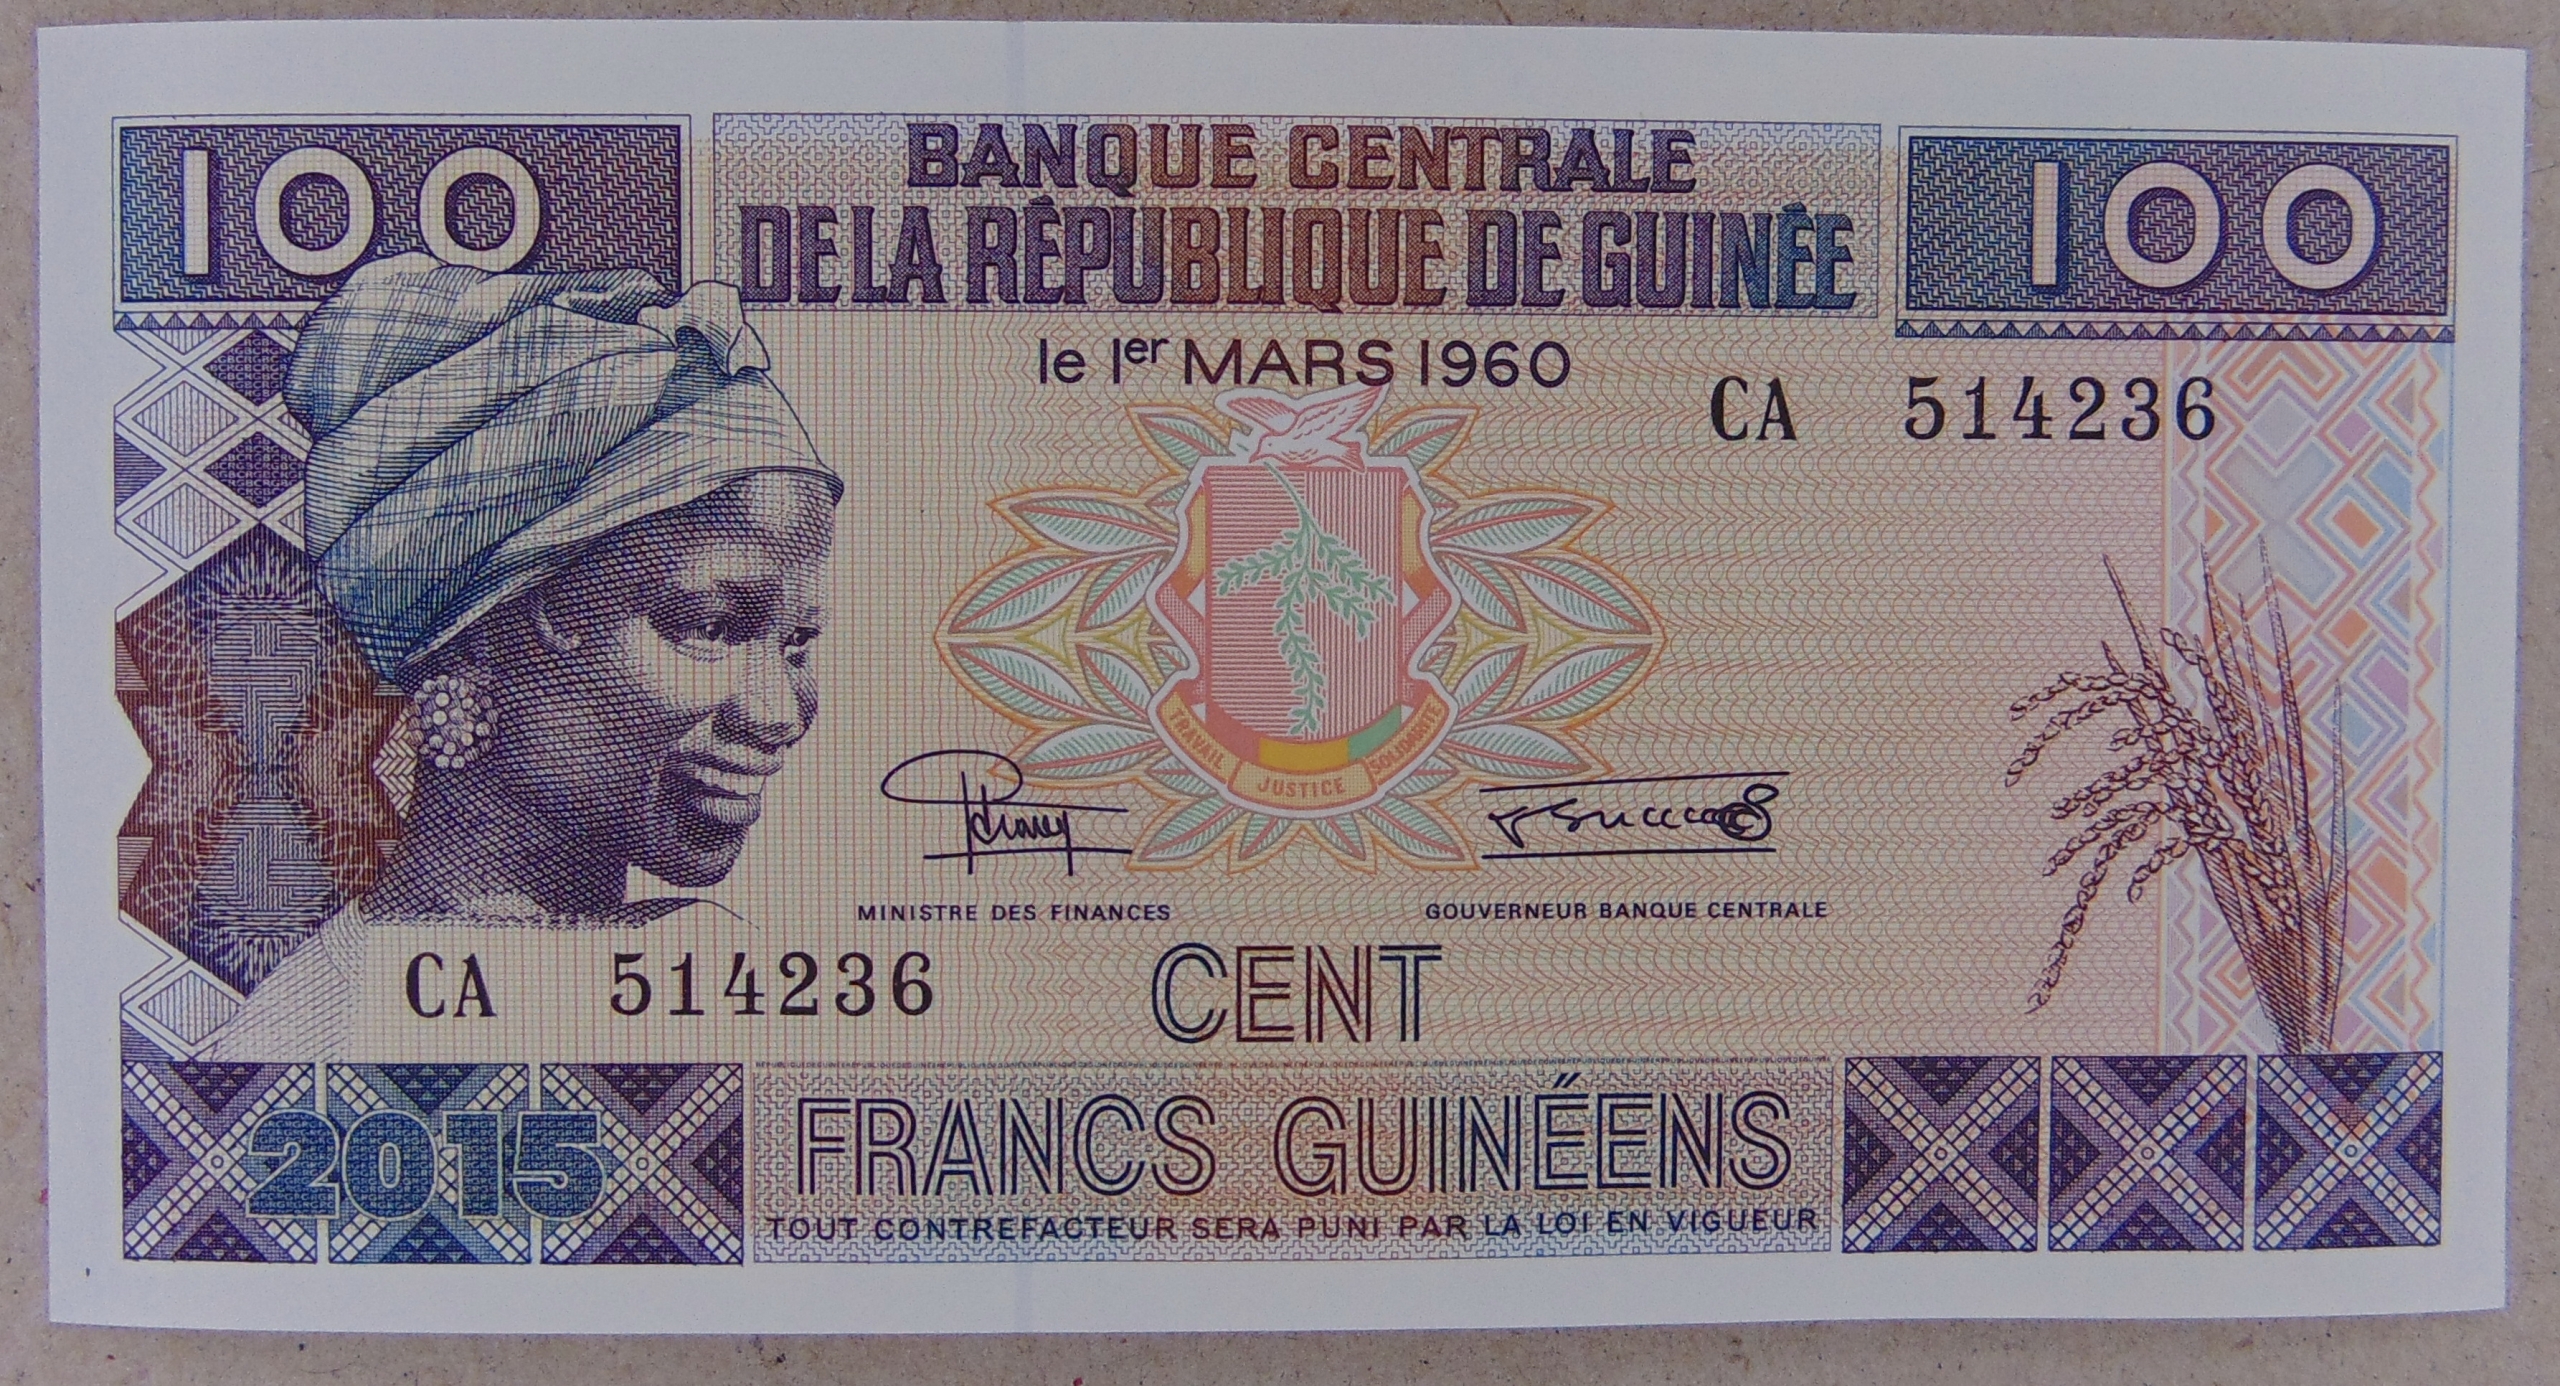 100
BANQUE CENTRALE
DE LA RÉPUBLIQUE DE GUINÉE
100
le 1er MARS 1960
CA 514236
TRAVAIL
JUSTICE
SOLIDARITÉ
MINISTRE DES FINANCES
GOUVERNEUR BANQUE CENTRALE
CA 514236
CENT
2015
FRANCS GUINÉENS
TOUT CONTREFACTEUR SERA PUNI PAR LA LOI EN VIGUEUR